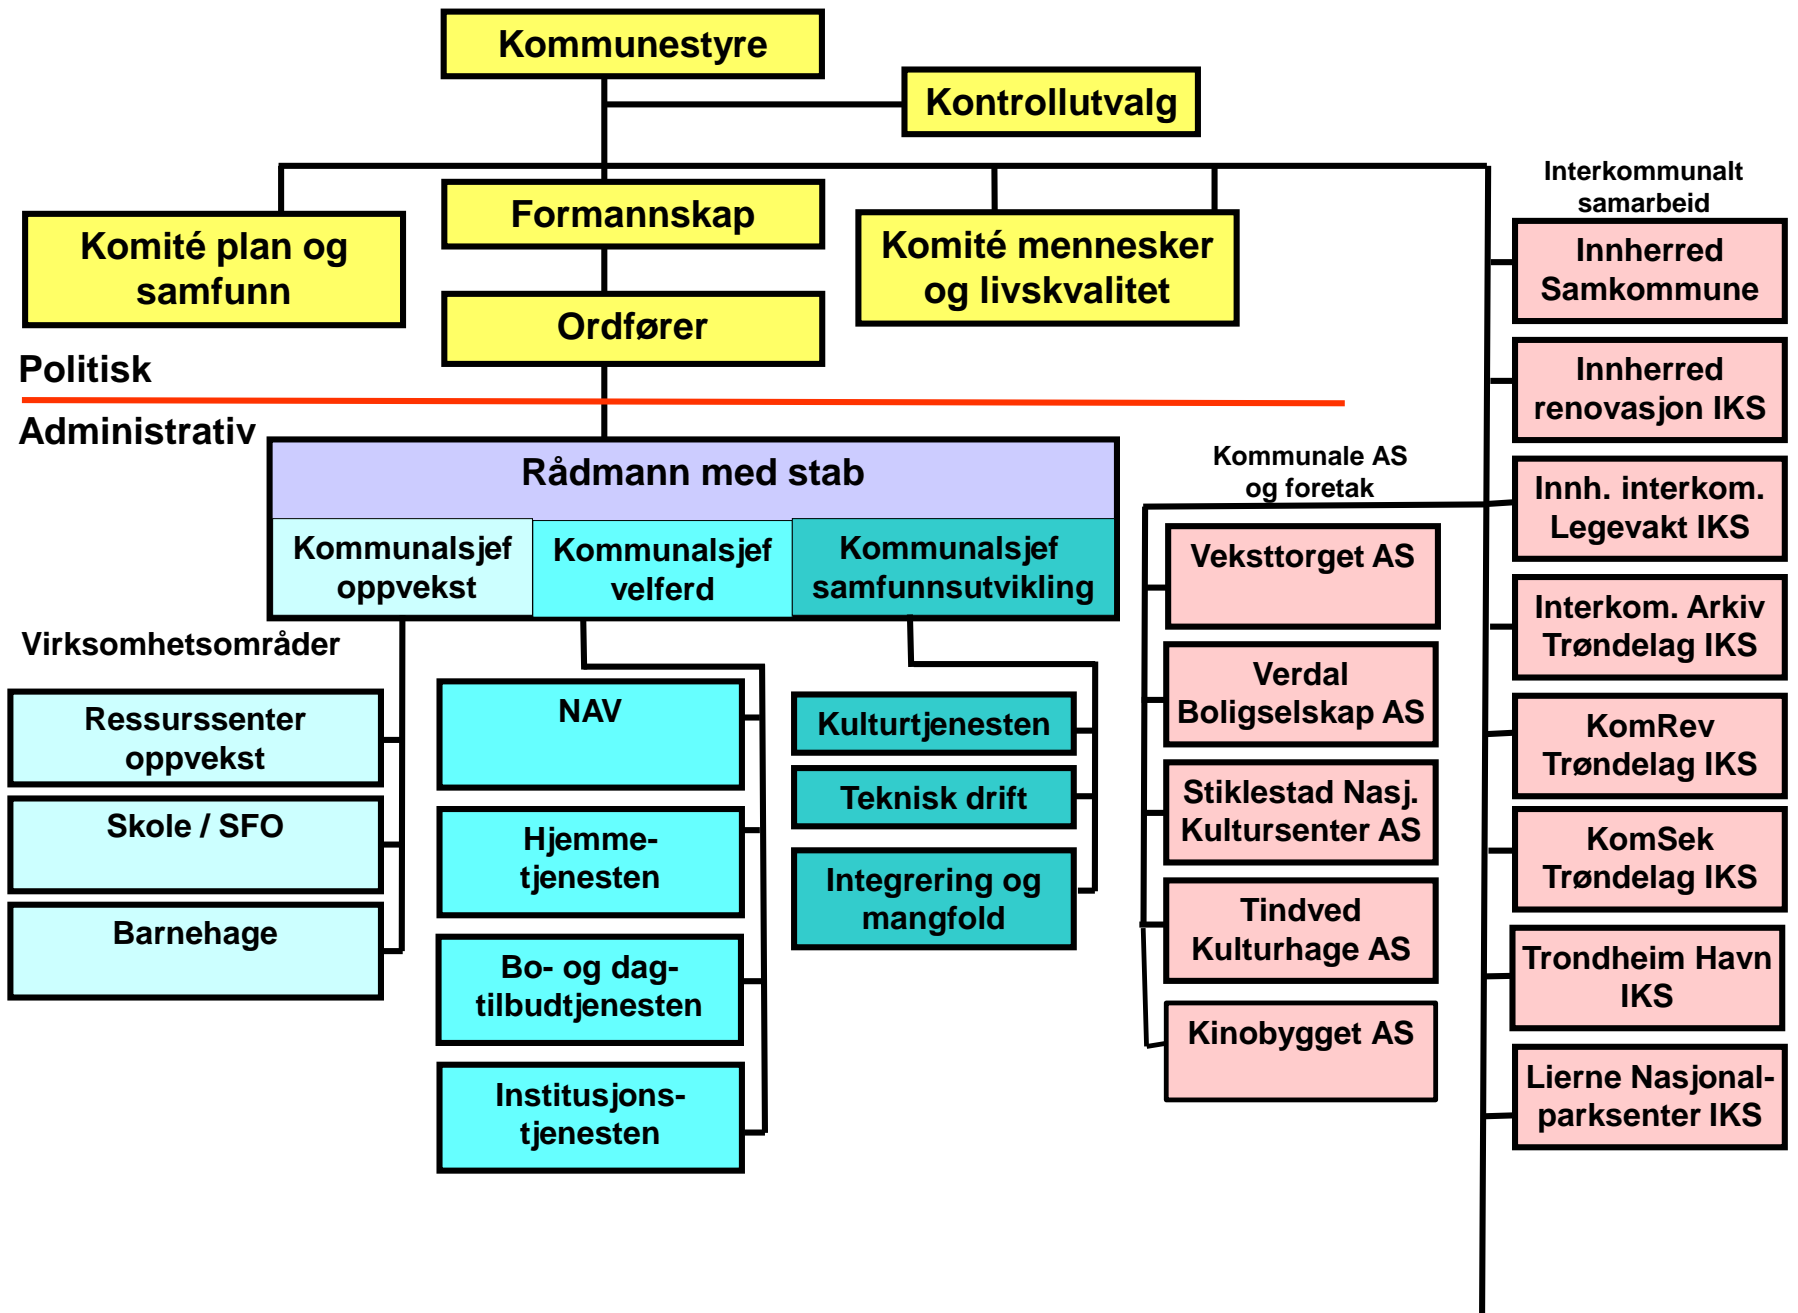 Kommunestyre
Kontrollutvalg
Formannskap
Komité plan og
samfunn
Komité mennesker
og livskvalitet
Ordfører
Politisk
Administrativ
Rådmann med stab
Kommunalsjef
oppvekst
Kommunalsjef
velferd
Kommunalsjef
samfunnsutvikling
Virksomhetsområder
Ressurssenter
oppvekst
Skole / SFO
Barnehage
NAV
Hjemme-
tjenesten
Bo- og dag-
tilbudtjenesten
Institusjons-
tjenesten
Kulturtjenesten
Teknisk drift
Integrering og
mangfold
Kommunale AS
og foretak
Veksttorget AS
Verdal
Boligselskap AS
Stiklestad Nasj.
Kultursenter AS
Tindved
Kulturhage AS
Kinobygget AS
Interkommunalt
samarbeid
Innherred
Samkommune
Innherred
renovasjon IKS
Innh. interkom.
Legevakt IKS
Interkom. Arkiv
Trøndelag IKS
KomRev
Trøndelag IKS
KomSek
Trøndelag IKS
Trondheim Havn
IKS
Lierne Nasjonal-
parksenter IKS